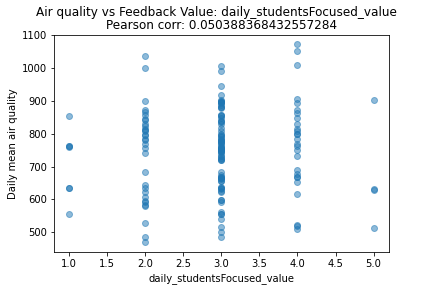 Air quality vs Feedback Value: daily_studentsFocused_value
Pearson corr: 0.050388368432557284
1100
1000
900
800
700
600
500
Daily mean air quality
1.0 1.5 2.0 2.5 3.0 3.5 4.0 4.5 5.0
daily_studentsFocused_value